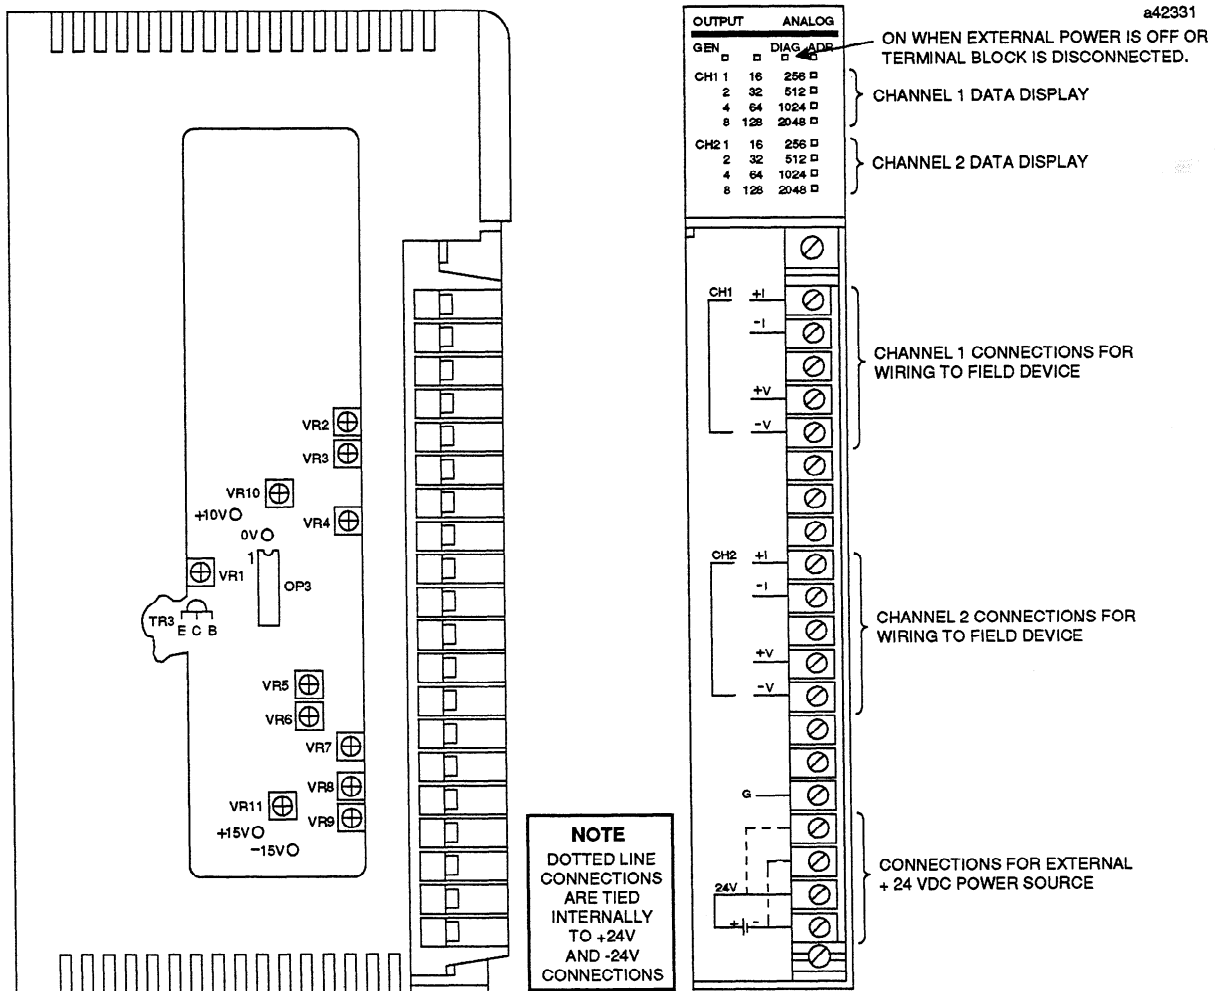 a42331
OUTPUT ANALOG
GEN DIAG ADR
CH1 1 16 256
2 32 512
4 64 1024
8 128 2048
CH2 1 16 256
2 32 512
4 64 1024
8 128 2048
ON WHEN EXTERNAL POWER IS OFF OR
TERMINAL BLOCK IS DISCONNECTED.
CHANNEL 1 DATA DISPLAY
CHANNEL 2 DATA DISPLAY
CH1 +I
-I
+V
-V
CHANNEL 1 CONNECTIONS FOR
WIRING TO FIELD DEVICE
CH2 +I
-I
+V
-V
CHANNEL 2 CONNECTIONS FOR
WIRING TO FIELD DEVICE
G
24V
+ -
CONNECTIONS FOR EXTERNAL
+ 24 VDC POWER SOURCE
VR2
VR3
VR10
+10V
VR4
0V
1
VR1
OP3
TR3
E C B
VR5
VR6
VR7
VR8
VR11
VR9
+15V
-15V
NOTE
DOTTED LINE
CONNECTIONS
ARE TIED
INTERNALLY
TO +24V
AND -24V
CONNECTIONS